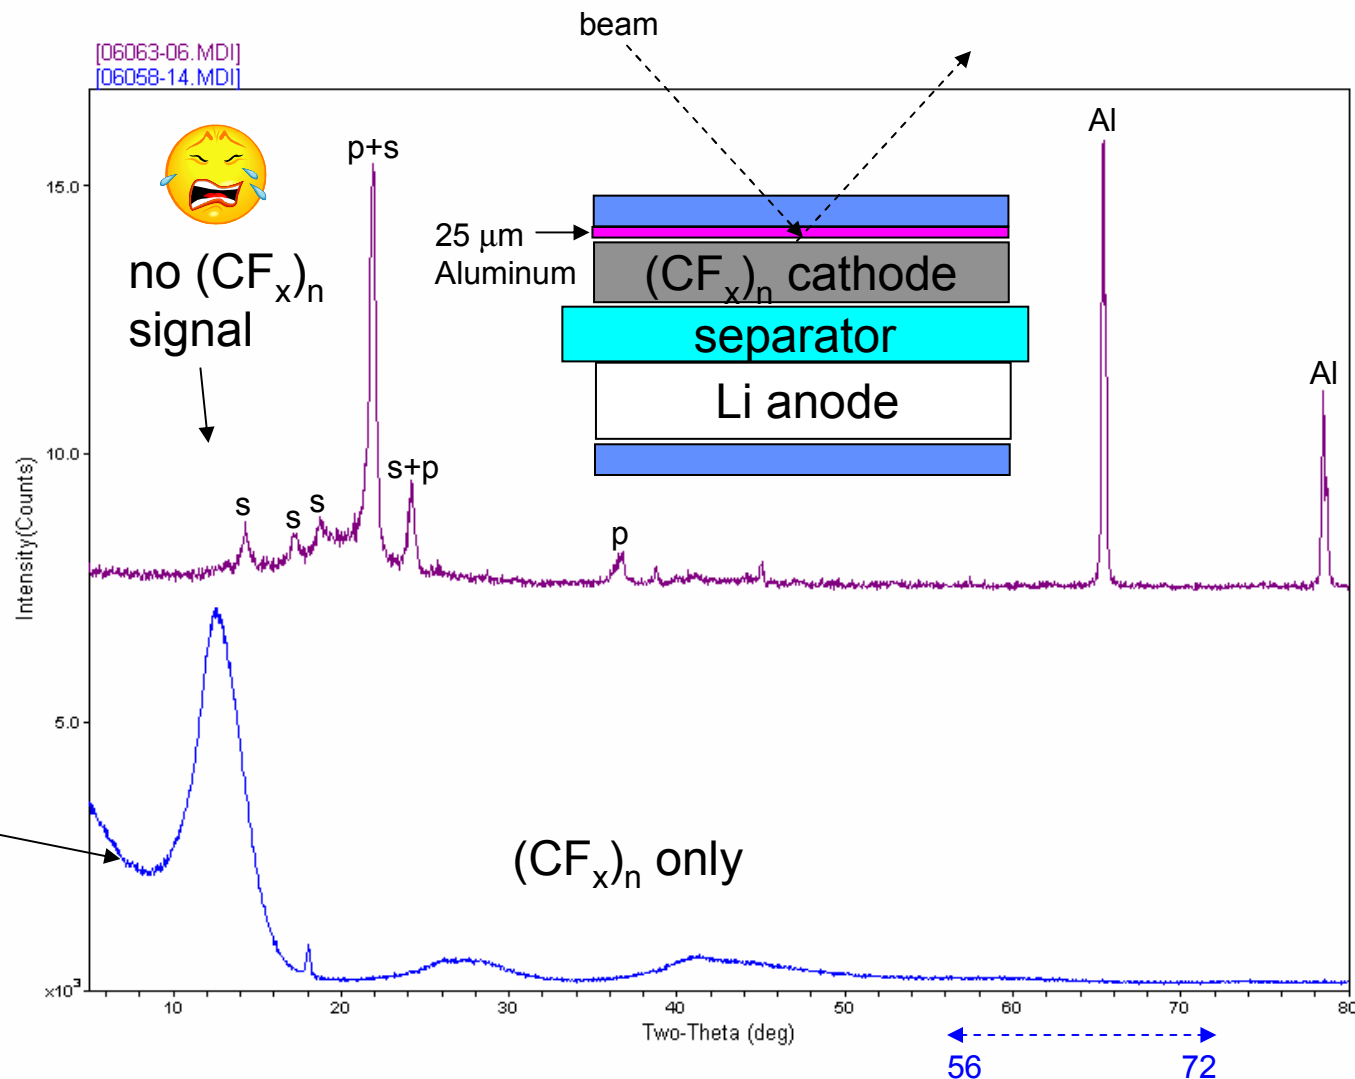 beam
[06063-06.MDI]
[06058-14.MDI]
Al
p+s
15.0
25 μm
Aluminum
no (CFx)n
signal
(CFx)n cathode
separator
Li anode
Al
Intensity(Counts)
10.0
s+p
s
s
s
p
5.0
(CFx)n only
x10^3
10
20
30
40
50
60
70
80
Two-Theta (deg)
56
72